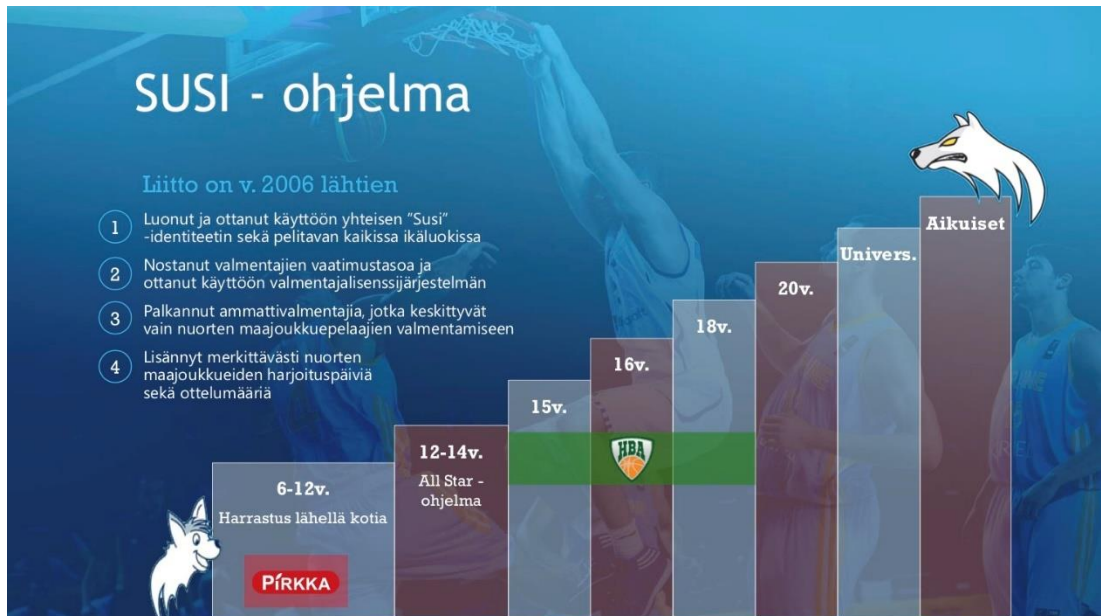 SUSI - ohjelma
Liitto on v. 2006 lähtien
1 Luonut ja ottanut käyttöön yhteisen "Susi"
-identiteetin sekä pelitavan kaikissa ikäluokissa
2 Nostanut valmentajien vaatimustasoa ja
ottanut käyttöön valmentajalisenssijärjestelmän
3 Palkannut ammattivalmentajia, jotka keskittyvät
vain nuorten maajoukkuepelaajien valmentamiseen
4 Lisännyt merkittävästi nuorten
maajoukkueiden harjoituspäiviä
sekä ottelumääriä
6-12v.
Harrastus lähellä kotia
PIRKKA
12-14v.
All Star -
ohjelma
15v.
16v.
HBA
18v.
20v.
Univers.
Aikuiset